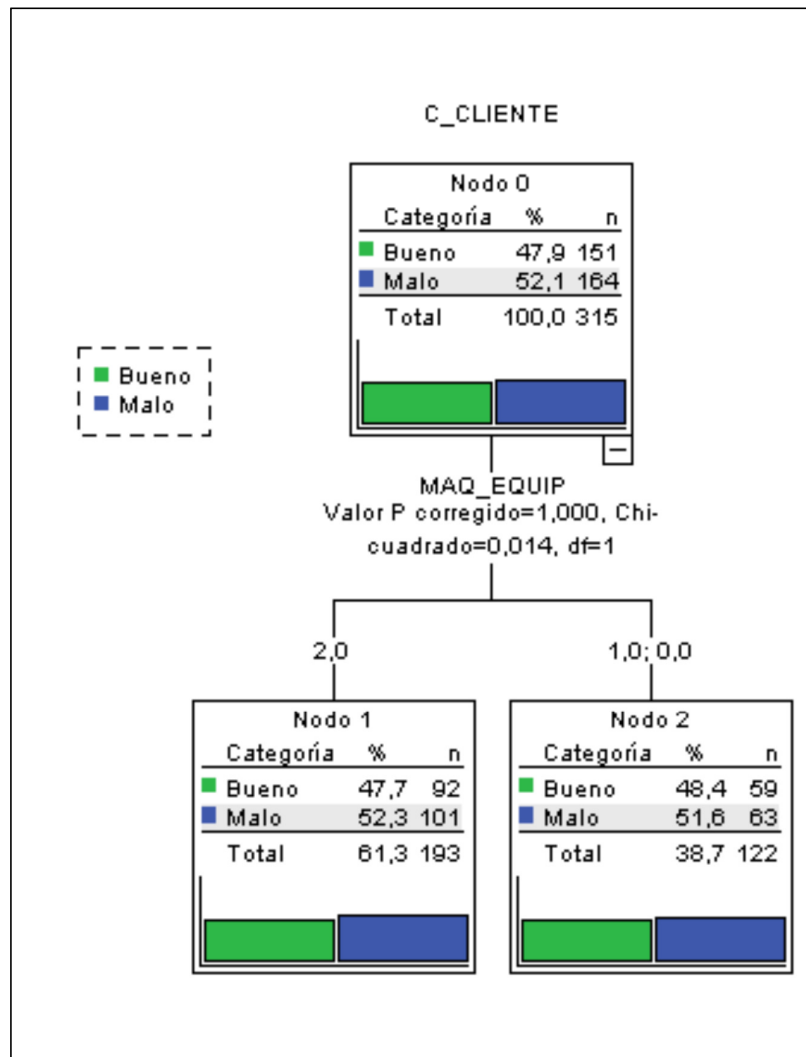 C_CLIENTE
Nodo 0
Categoría % n
Bueno 47,9 151
Malo 52,1 164
Total 100,0 315
Bueno
Malo
MAQ_EQUIP
Valor P corregido=1,000, Chi-
cuadrado=0,014, df=1
2,0
1,0; 0,0
Nodo 1
Categoría % n
Bueno 47,7 92
Malo 52,3 101
Total 61,3 193
Nodo 2
Categoría % n
Bueno 48,4 59
Malo 51,6 63
Total 38,7 122